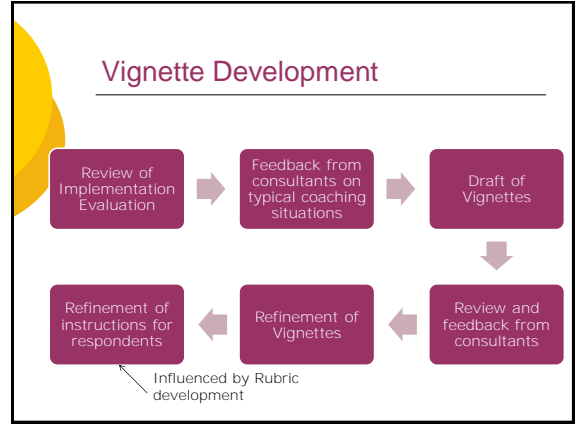 Vignette Development
Review of
Implementation
Evaluation
Feedback from
consultants on
typical coaching
situations
Draft of
Vignettes
Review and
feedback from
consultants
Refinement of
Vignettes
Refinement of
instructions for
respondents
Influenced by Rubric
development